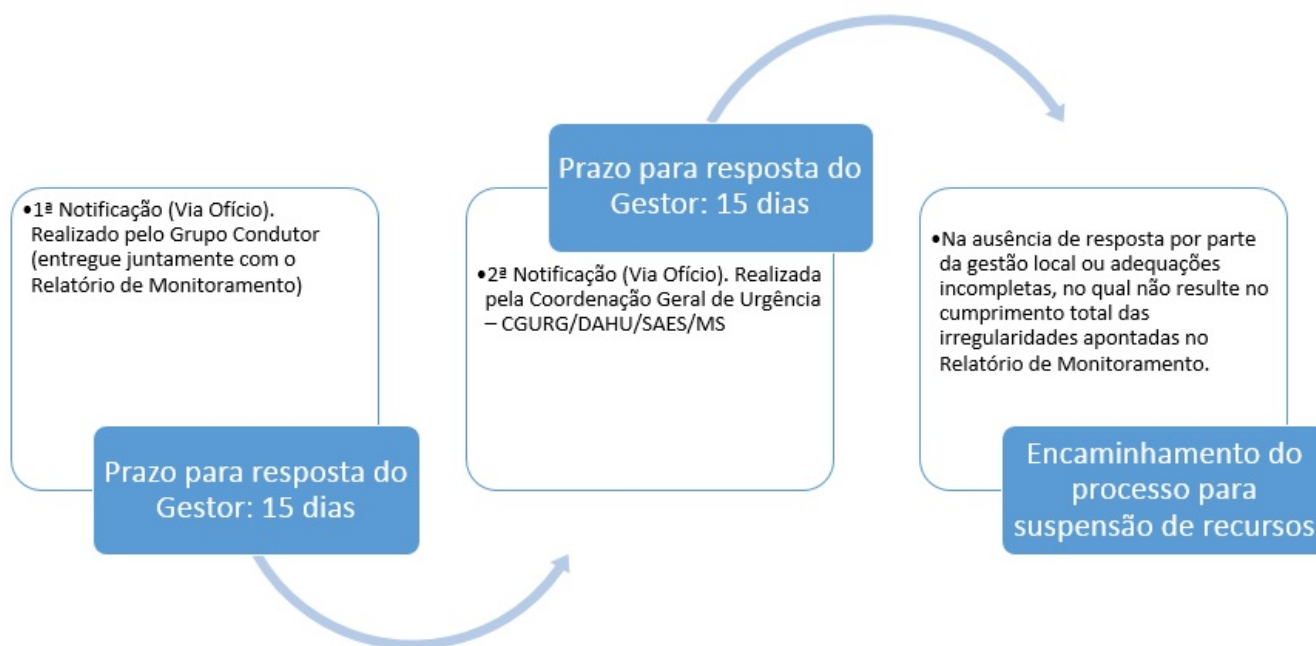 •1ª Notificação (Via Ofício).
Realizado pelo Grupo Condutor
(entregue juntamente com o
Relatório de Monitoramento)
Prazo para resposta do
Gestor: 15 dias
Prazo para resposta do
Gestor: 15 dias
•2ª Notificação (Via Ofício). Realizada
pela Coordenação Geral de Urgência
– CGURG/DAHU/SAES/MS
•Na ausência de resposta por parte
da gestão local ou adequações
incompletas, no qual não resulte no
cumprimento total das
irregularidades apontadas no
Relatório de Monitoramento.
Encaminhamento do
processo para
suspensão de recursos